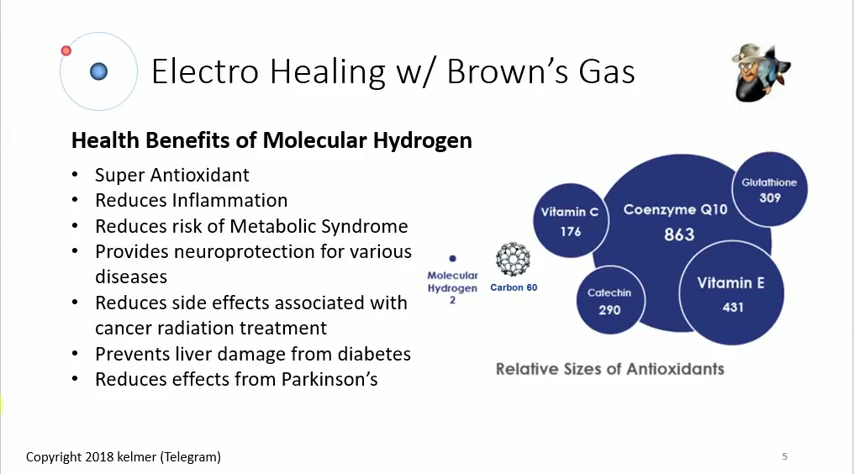 Electro Healing w/ Brown's Gas
Health Benefits of Molecular Hydrogen
• Super Antioxidant
• Reduces Inflammation
• Reduces risk of Metabolic Syndrome
• Provides neuroprotection for various
diseases
• Reduces side effects associated with
cancer radiation treatment
• Prevents liver damage from diabetes
• Reduces effects from Parkinson's
Molecular
Hydrogen
2
Carbon 60
Vitamin C
176
Coenzyme Q10
863
Glutathione
309
Catechin
290
Vitamin E
431
Relative Sizes of Antioxidants
Copyright 2018 kelmer (Telegram)
5